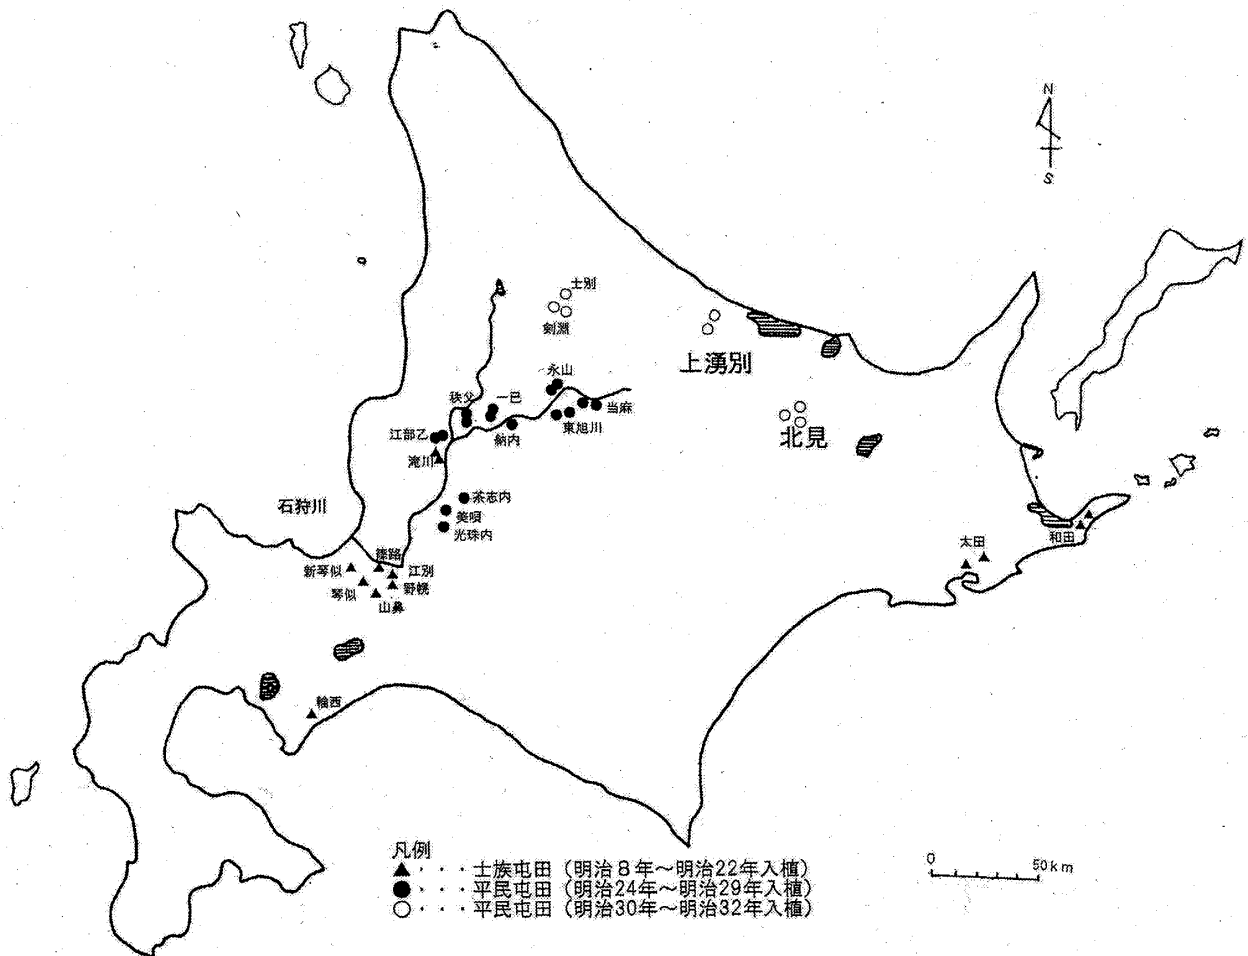 N
S
士別
剣淵
上湧別
永山
秩父
一已
当麻
江部乙
納内
東旭川
北見
滝川
石狩川
茶志内
美唄
光珠内
和田
太田
篠路
新琴似
江別
琴似
野幌
山鼻
輪西
凡例
▲・・・士族屯田(明治8年~明治22年入植)
●・・・平民屯田(明治24年~明治29年入植)
○・・・平民屯田(明治30年~明治32年入植)
0 50km